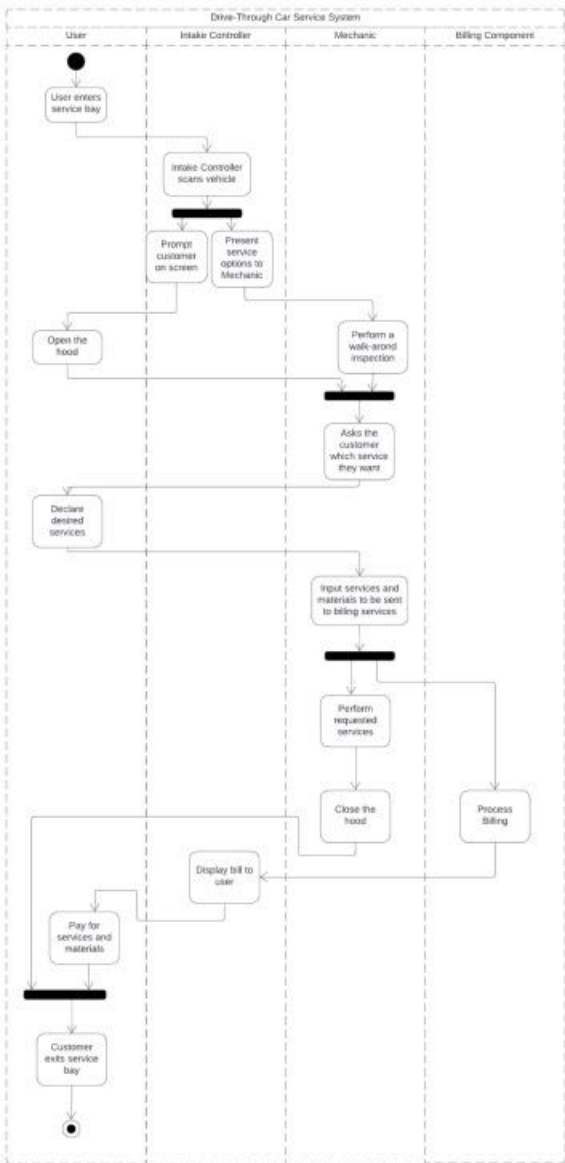 Drive-Through Car Service System
User
Intake Controller
Mechanic
Billing Component
User enters
service bay
Intake Controller
scans vehicle
Prompt
customer
on screen
Present
service
options to
Mechanic
Open the
hood
Perform a
walk-arond
inspection
Asks the
customer
which service
they want
Declare
desired
services
Input services and
materials to be sent
to billing services
Perform
requested
services
Close the
hood
Process
Billing
Display bill to
user
Pay for
services and
materials
Customer
exits service
bay